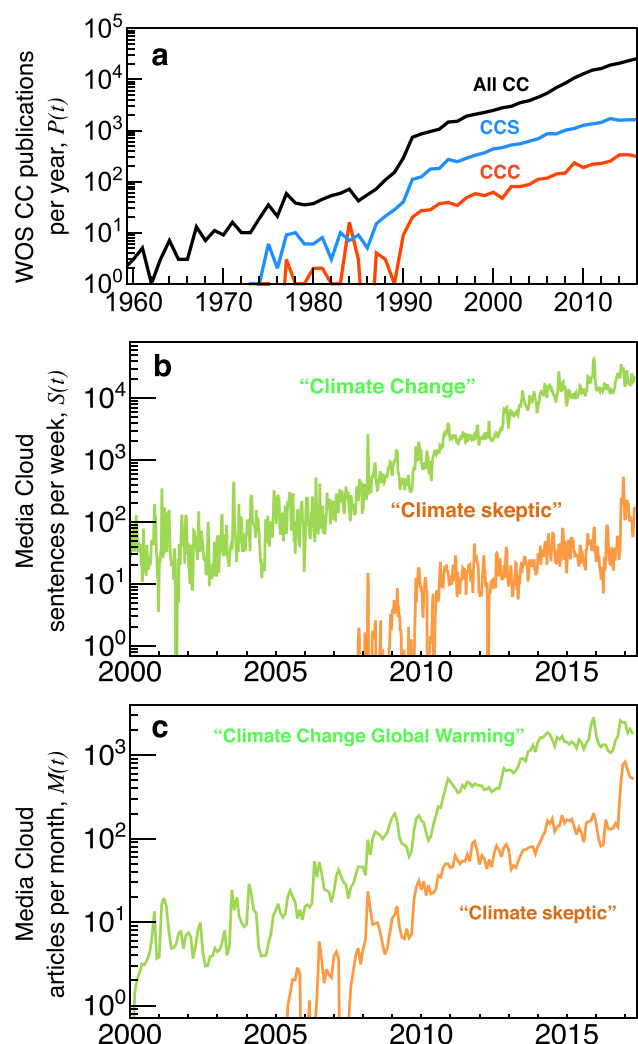 a
10^5
10^4
10^3
10^2
10^1
10^0
WOS CC publications
per year, P(t)
All CC
CCS
CCC
1960 1970 1980 1990 2000 2010
b
10^4
10^3
10^2
10^1
10^0
Media Cloud
sentences per week, S(t)
“Climate Change”
“Climate skeptic”
2000 2005 2010 2015
c
10^3
10^2
10^1
10^0
Media Cloud
articles per month, M(t)
“Climate Change Global Warming”
“Climate skeptic”
2000 2005 2010 2015